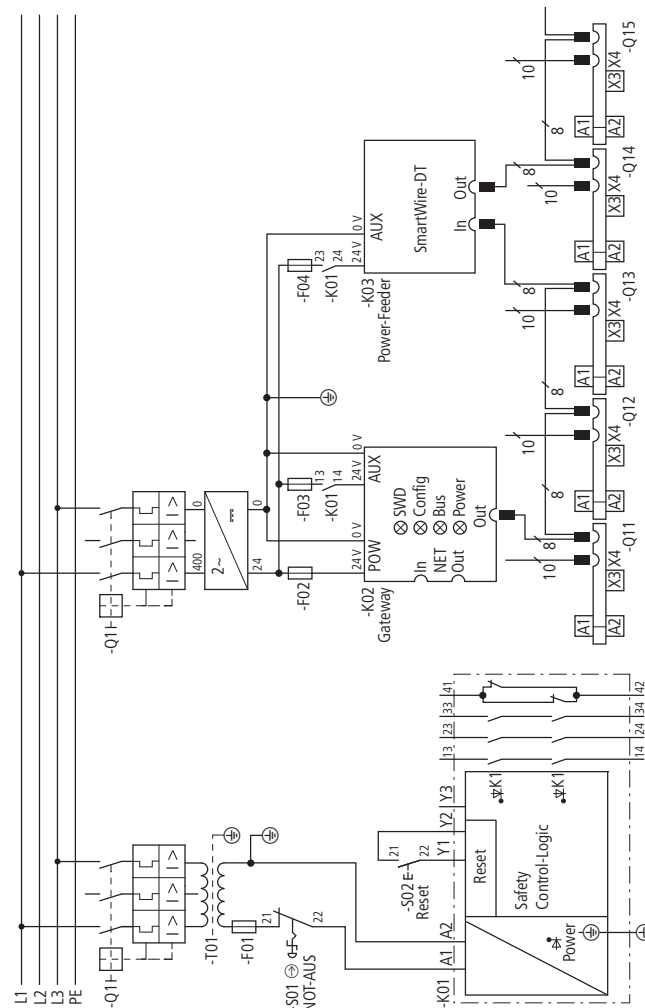 L1
L2
L3
PE
-Q1
I > I > I >
-T01
-F01
-S01
NOT-AUS
21
22
-S02
Reset
21
22
-K01
A1 A2
Y1 Y2 Y3
Reset
Power
Safety
Control-Logic
K1
K1
13 23 33 41
14 24 34 42
-Q1
I > I > I >
400 0
2~
24 0
-F02
-F03
13
-K01
14
-F04
23
-K01
24
-K02
Gateway
24 V 0 V
POW
24 V 0 V
AUX
SWD
Config
Bus
Power
In
NET
Out
Out
-K03
Power-Feeder
24 V 0 V
AUX
SmartWire-DT
In Out
10 8
A1
A2
X3 X4
-Q11
8
10
A1
A2
X3 X4
-Q12
8
10 8
A1
A2
X3 X4
-Q13
10 8
A1
A2
X3 X4
-Q14
8
10
A1
A2
X3 X4
-Q15